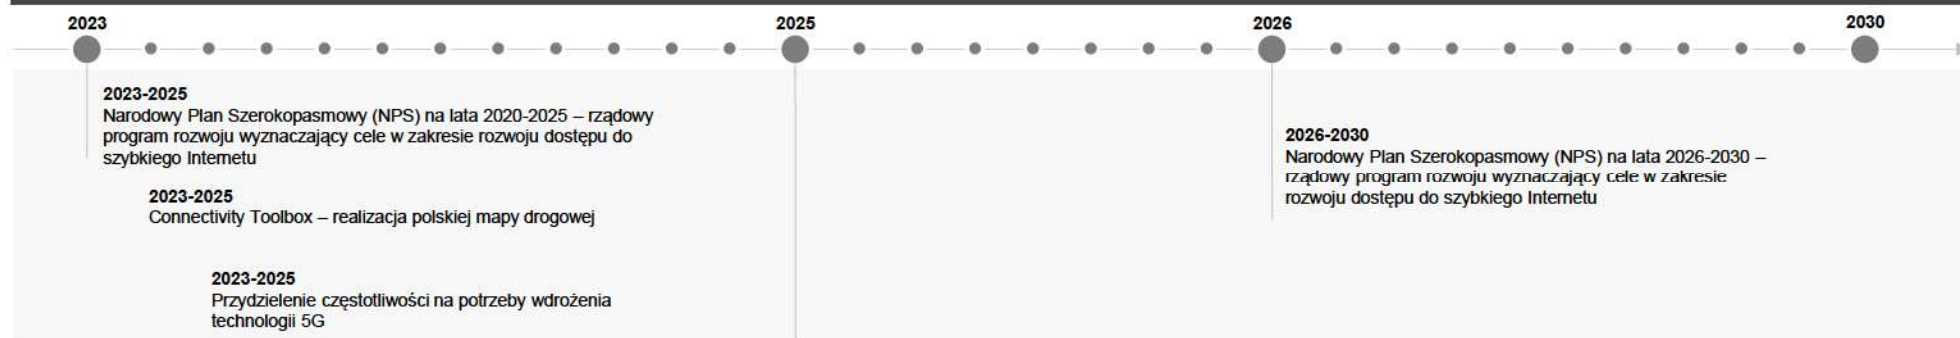 2023 2025 2026 2030
2023-2025
Narodowy Plan Szerokopasmowy (NPS) na lata 2020-2025 – rządowy
program rozwoju wyznaczający cele w zakresie rozwoju dostępu do
szybkiego Internetu
2023-2025
Connectivity Toolbox – realizacja polskiej mapy drogowej
2023-2025
Przydzielenie częstotliwości na potrzeby wdrożenia
technologii 5G
2026-2030
Narodowy Plan Szerokopasmowy (NPS) na lata 2026-2030 –
rządowy program rozwoju wyznaczający cele w zakresie
rozwoju dostępu do szybkiego Internetu